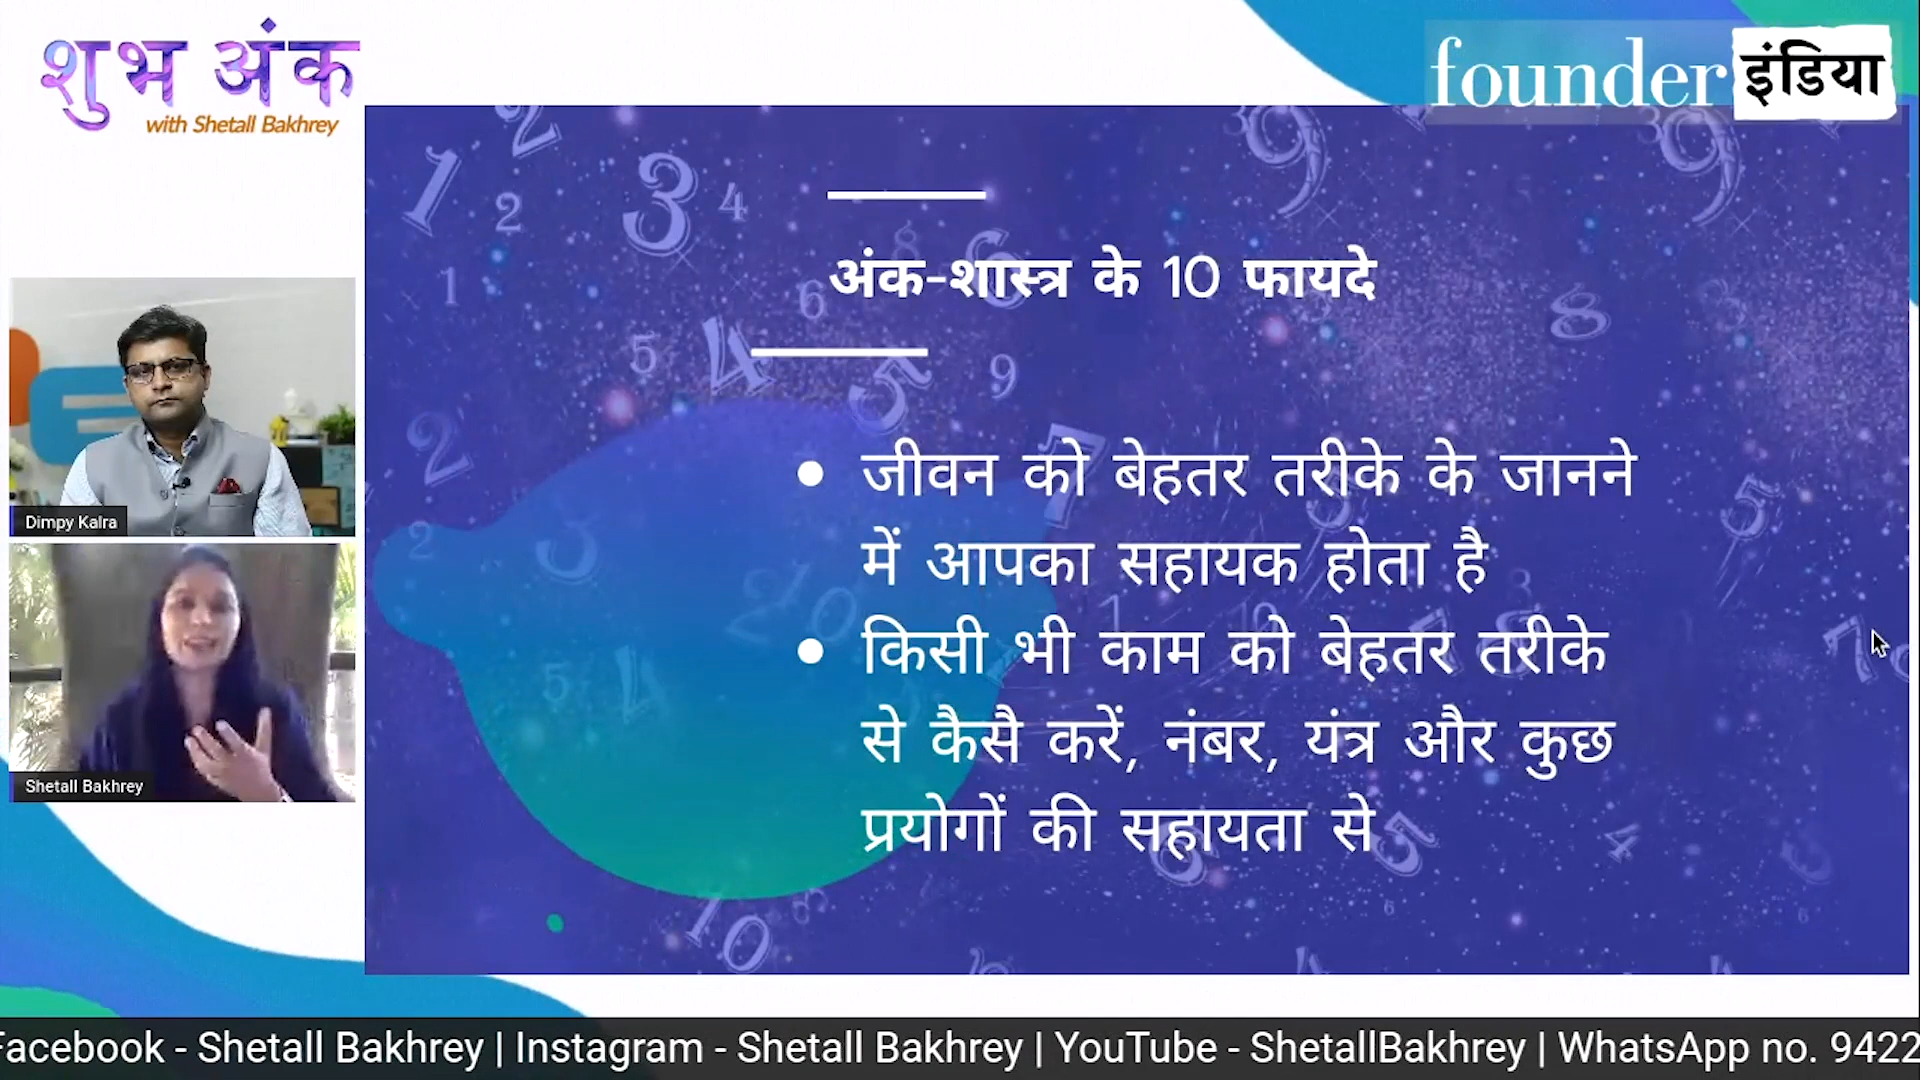 शुभ अंक
with Shetall Bakhrey
founder इंडिया
अंक-शास्त्र के 10 फायदे
• जीवन को बेहतर तरीके के जानने
में आपका सहायक होता है
• किसी भी काम को बेहतर तरीके
से कैसै करें, नंबर, यंत्र और कुछ
प्रयोगों की सहायता से
Dimpy Kalra
Shetall Bakhrey
Facebook - Shetall Bakhrey | Instagram - Shetall Bakhrey | YouTube - ShetallBakhrey | WhatsApp no. 9422